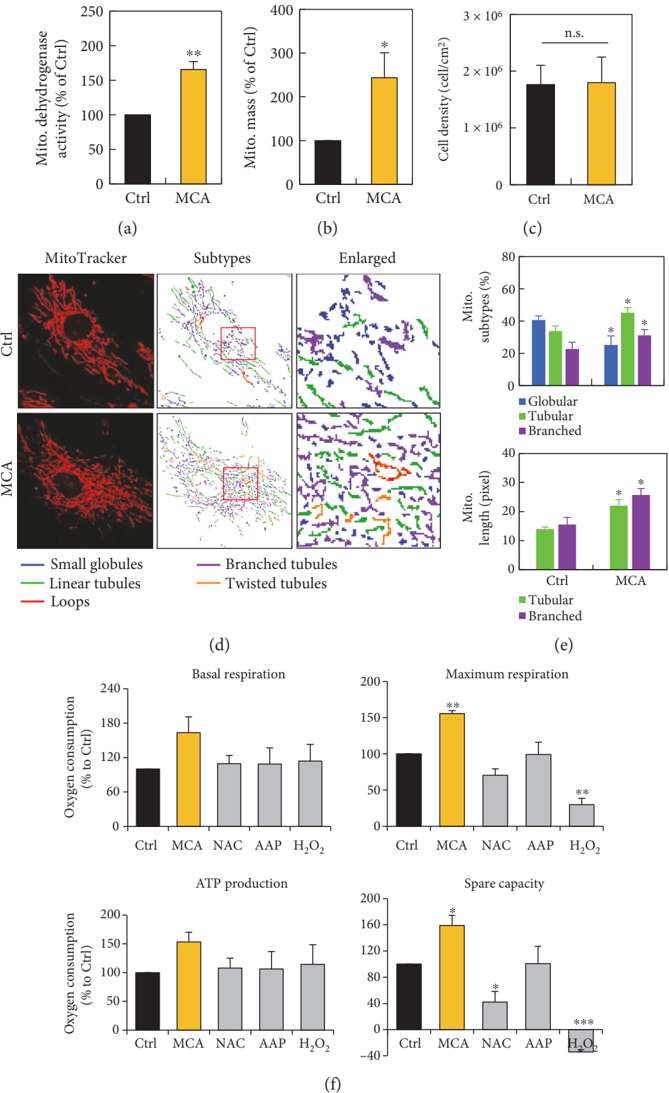 Mito. dehydrogenase
activity (% of Ctrl)
250
200
150
100
50
0
**
Ctrl
MCA
(a)
Mito. mass (% of Ctrl)
400
300
200
100
0
*
Ctrl
MCA
(b)
Cell density (cell/cm²)
3 × 10⁶
2 × 10⁶
1 × 10⁶
0
n.s.
Ctrl
MCA
(c)
MitoTracker
Subtypes
Enlarged
Ctrl
MCA
Small globules
Linear tubules
Loops
Branched tubules
Twisted tubules
(d)
Mito.
subtypes (%)
80
60
40
20
0
* * *
Globular
Tubular
Branched
Mito.
length (pixel)
40
30
20
10
0
* *
Ctrl
MCA
Tubular
Branched
(e)
Basal respiration
Oxygen consumption
(% to Ctrl)
240
180
120
60
0
Ctrl MCA NAC AAP H₂O₂
Maximum respiration
200
150
100
50
0
**
**
Ctrl MCA NAC AAP H₂O₂
ATP production
Oxygen consumption
(% to Ctrl)
200
150
100
50
0
Ctrl MCA NAC AAP H₂O₂
Spare capacity
200
160
120
80
40
0
−40
*
*
***
Ctrl MCA NAC AAP H₂O₂
(f)